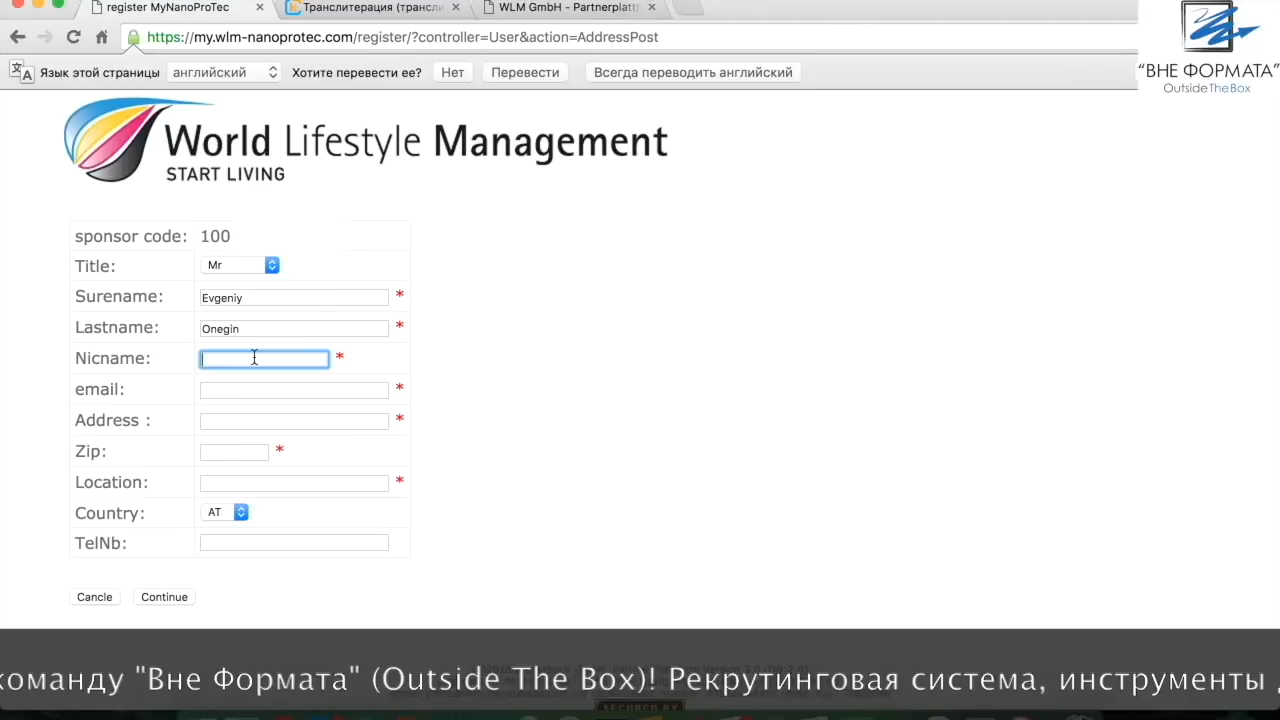 register MyNanoProTec
Транслитерация (трансли
WLM GmbH - Partnerplatt
https://my.wlm-nanoprotec.com/register/?controller=User&action=AddressPost
Язык этой страницы английский Хотите перевести ее? Нет Перевести Всегда переводить английский
"ВНЕ ФОРМАТА"
OutsideTheBox
World Lifestyle Management
START LIVING
sponsor code: 100
Title: Mr
Surename: Evgeniy *
Lastname: Onegin *
Nicname: *
email: *
Address : *
Zip: *
Location: *
Country: AT
TelNb:
Cancle Continue
команду "Вне Формата" (Outside The Box)! Рекрутинговая система, инструменты
SECURED BY